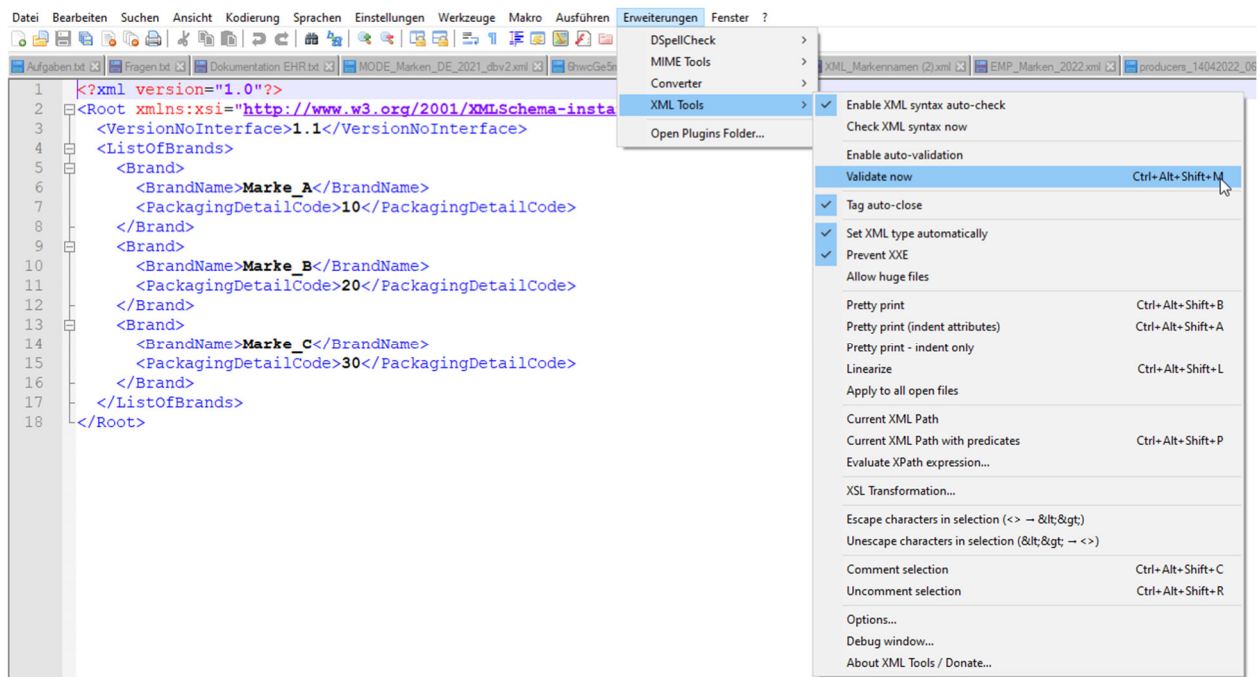 Datei Bearbeiten Suchen Ansicht Kodierung Sprachen Einstellungen Werkzeuge Makro Ausführen Erweiterungen Fenster ?
Aufgaben.txt Fragen.txt Dokumentation EHR.txt MODE_Marken_DE_2021_dbv2.xml XML_Markennamen (2).xml EMP_Marken_2022.xml producers_14042022_06
DSpellCheck
MIME Tools
Converter
XML Tools
Open Plugins Folder...
1 <?xml version="1.0"?>
2 <Root xmlns:xsi="http://www.w3.org/2001/XMLSchema-insta
3 <VersionNoInterface>1.1</VersionNoInterface>
4 <ListOfBrands>
5 <Brand>
6 <BrandName>Marke_A</BrandName>
7 <PackagingDetailCode>10</PackagingDetailCode>
8 </Brand>
9 <Brand>
10 <BrandName>Marke_B</BrandName>
11 <PackagingDetailCode>20</PackagingDetailCode>
12 </Brand>
13 <Brand>
14 <BrandName>Marke_C</BrandName>
15 <PackagingDetailCode>30</PackagingDetailCode>
16 </Brand>
17 </ListOfBrands>
18 </Root>
Enable XML syntax auto-check
Check XML syntax now
Enable auto-validation
Validate now Ctrl+Alt+Shift+M
Tag auto-close
Set XML type automatically
Prevent XXE
Allow huge files
Pretty print Ctrl+Alt+Shift+B
Pretty print (indent attributes) Ctrl+Alt+Shift+A
Pretty print - indent only
Linearize Ctrl+Alt+Shift+L
Apply to all open files
Current XML Path
Current XML Path with predicates Ctrl+Alt+Shift+P
Evaluate XPath expression...
XSL Transformation...
Escape characters in selection (<> → &lt;&gt;)
Unescape characters in selection (&lt;&gt; → <>)
Comment selection Ctrl+Alt+Shift+C
Uncomment selection Ctrl+Alt+Shift+R
Options...
Debug window...
About XML Tools / Donate...